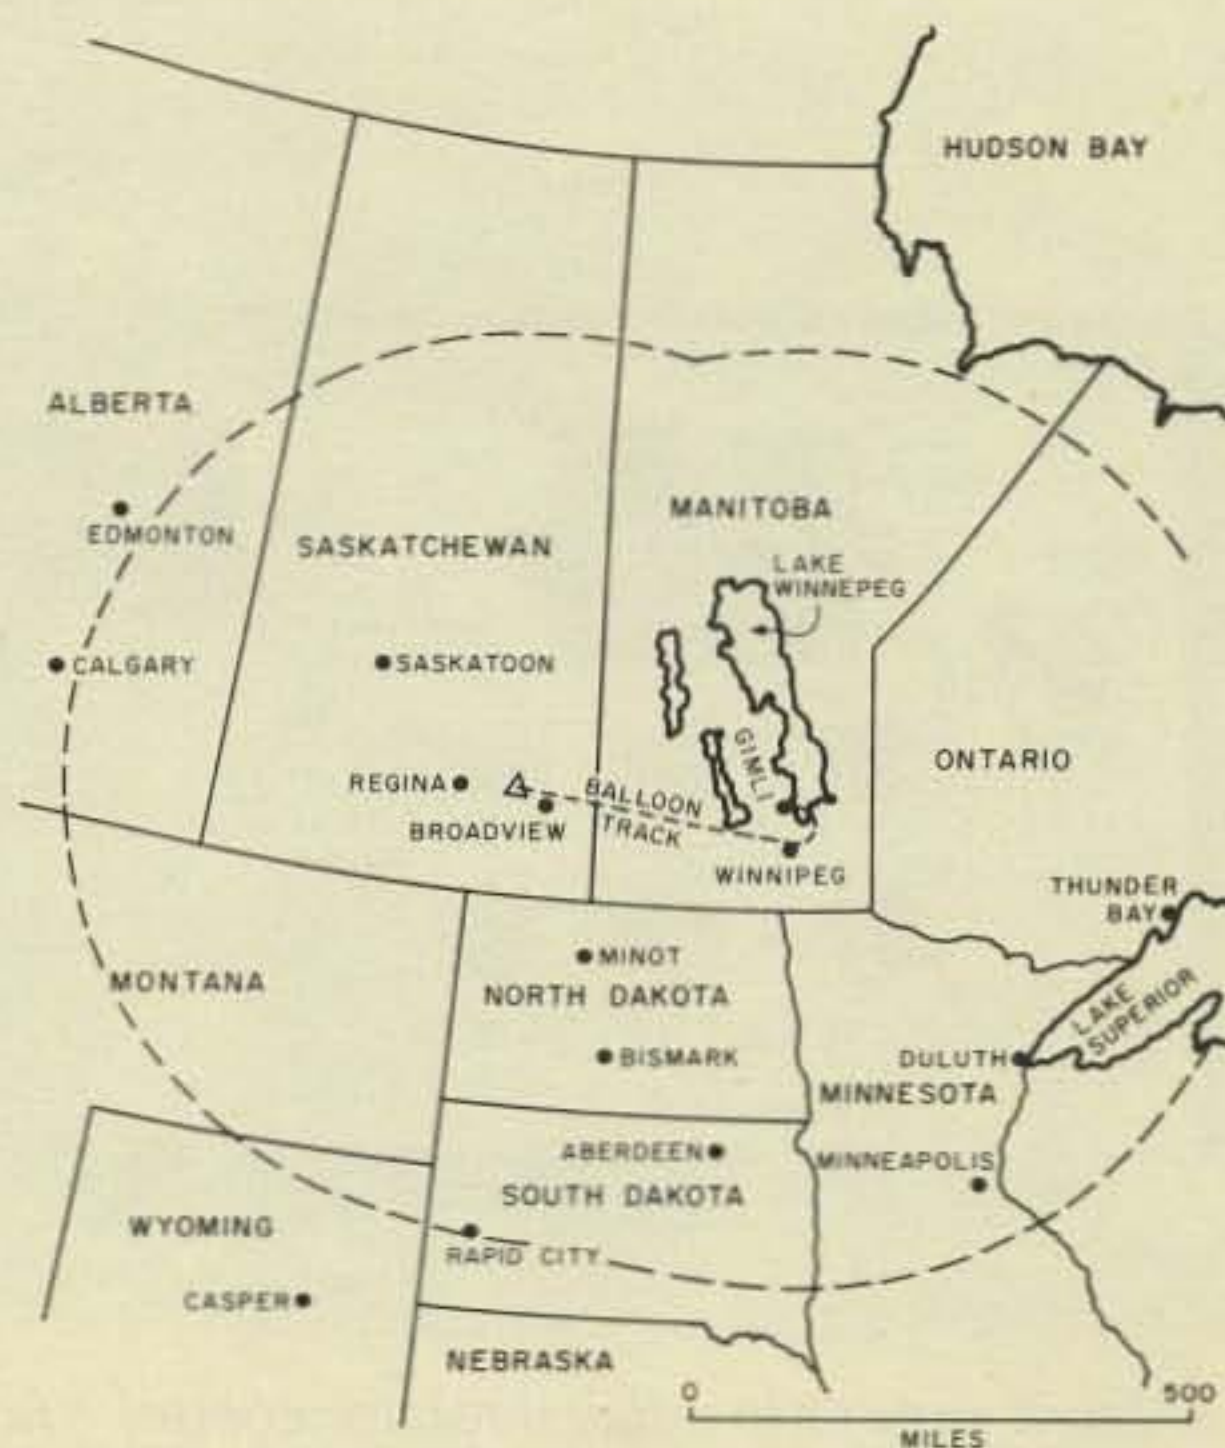 HUDSON BAY
ALBERTA
EDMONTON
SASKATCHEWAN
MANITOBA
LAKE
WINNEPEG
CALGARY
SASKATOON
GIMLI
ONTARIO
REGINA
BROADVIEW
BALLOON
TRACK
WINNIPEG
THUNDER
BAY
MONTANA
MINOT
NORTH DAKOTA
BISMARK
LAKE
SUPERIOR
DULUTH
MINNESOTA
ABERDEEN
MINNEAPOLIS
SOUTH DAKOTA
WYOMING
RAPID CITY
CASPER
NEBRASKA
0 500
MILES